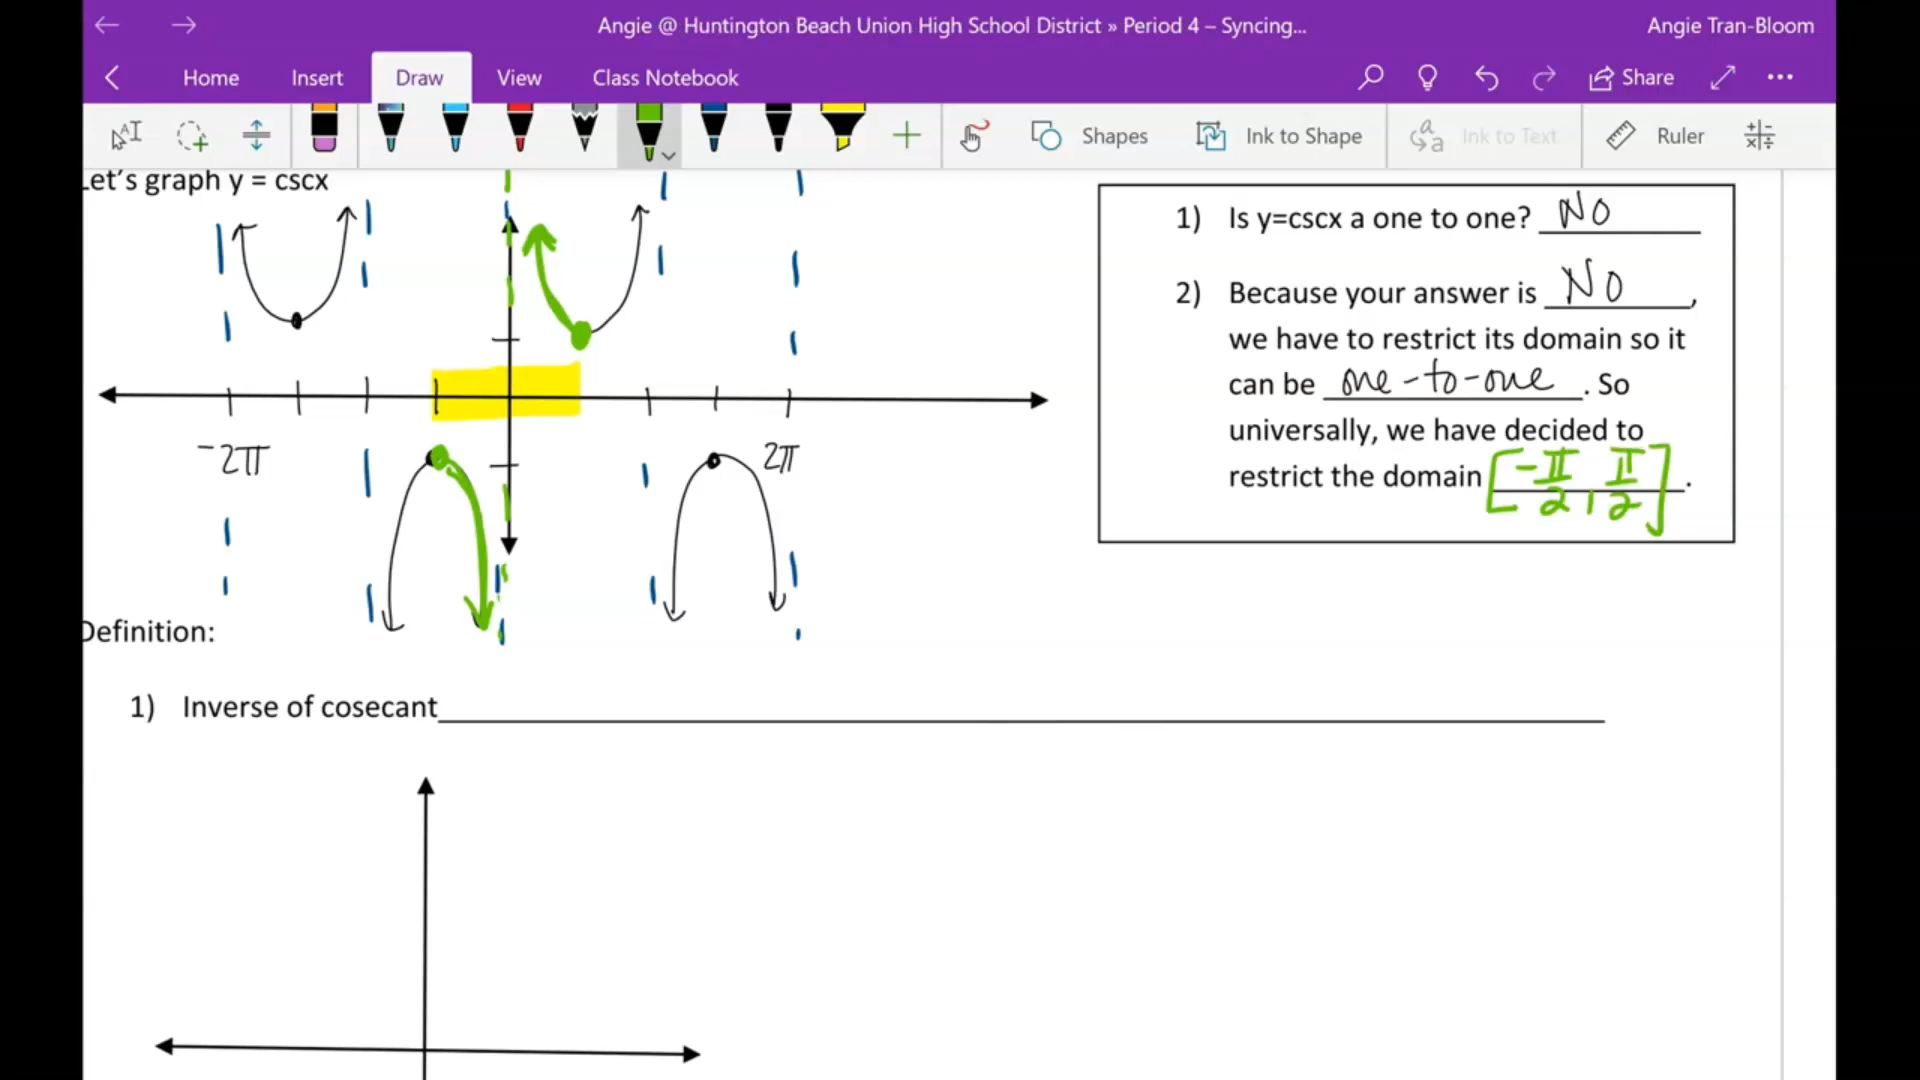 Angie @ Huntington Beach Union High School District » Period 4 – Syncing...
Angie Tran-Bloom
Home Insert Draw View Class Notebook
Share
Shapes Ink to Shape Ink to Text Ruler
Let's graph y = cscx
-2π
2π
1) Is y=cscx a one to one? NO
2) Because your answer is NO,
we have to restrict its domain so it
can be one-to-one. So
universally, we have decided to
restrict the domain [-π/2, π/2].
Definition:
1) Inverse of cosecant